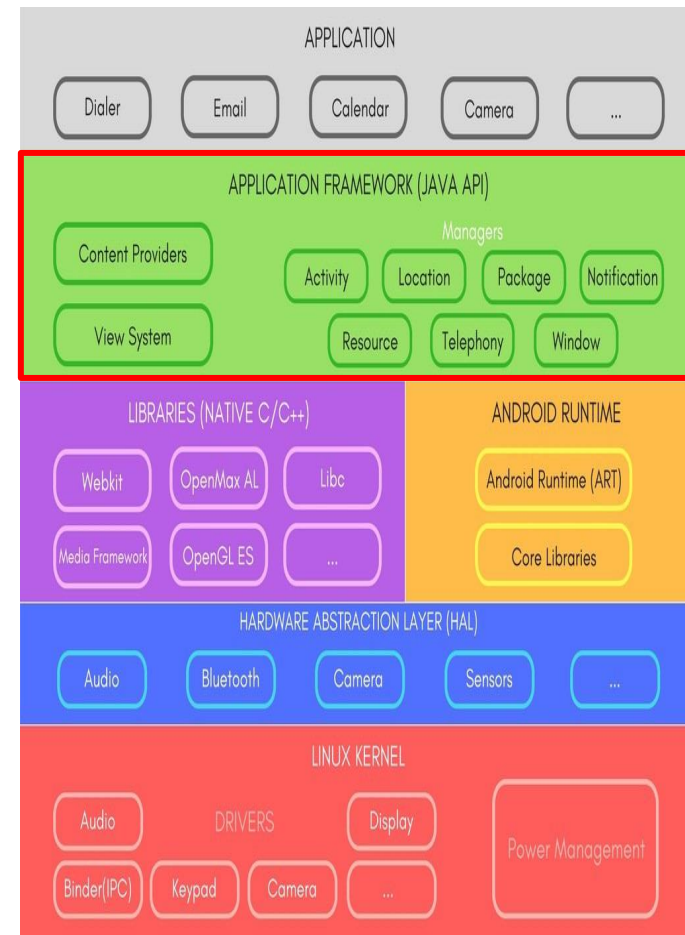 APPLICATION
Dialer Email Calendar Camera ...
APPLICATION FRAMEWORK (JAVA API)
Managers
Content Providers
Activity Location Package Notification
View System
Resource Telephony Window
LIBRARIES (NATIVE C/C++)
Webkit OpenMax AL Libc
Media Framework OpenGL ES ...
ANDROID RUNTIME
Android Runtime (ART)
Core Libraries
HARDWARE ABSTRACTION LAYER (HAL)
Audio Bluetooth Camera Sensors ...
LINUX KERNEL
Audio DRIVERS Display
Binder(IPC) Keypad Camera ...
Power Management